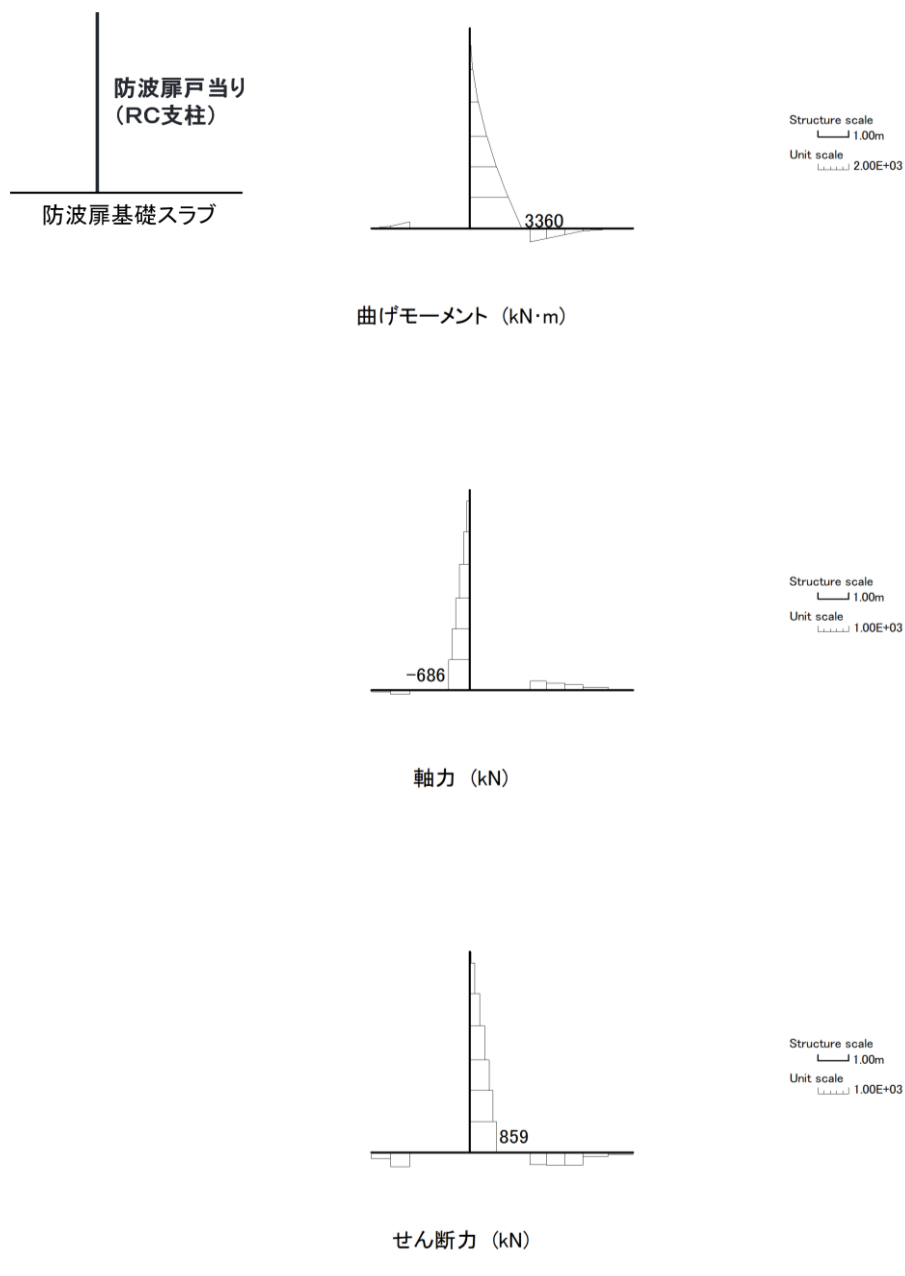 防波扉戸当り
（RC支柱）
防波扉基礎スラブ
3360
Structure scale
1.00m
Unit scale
2.00E+03
曲げモーメント (kN･m)
-686
Structure scale
1.00m
Unit scale
1.00E+03
軸力 (kN)
859
Structure scale
1.00m
Unit scale
1.00E+03
せん断力 (kN)